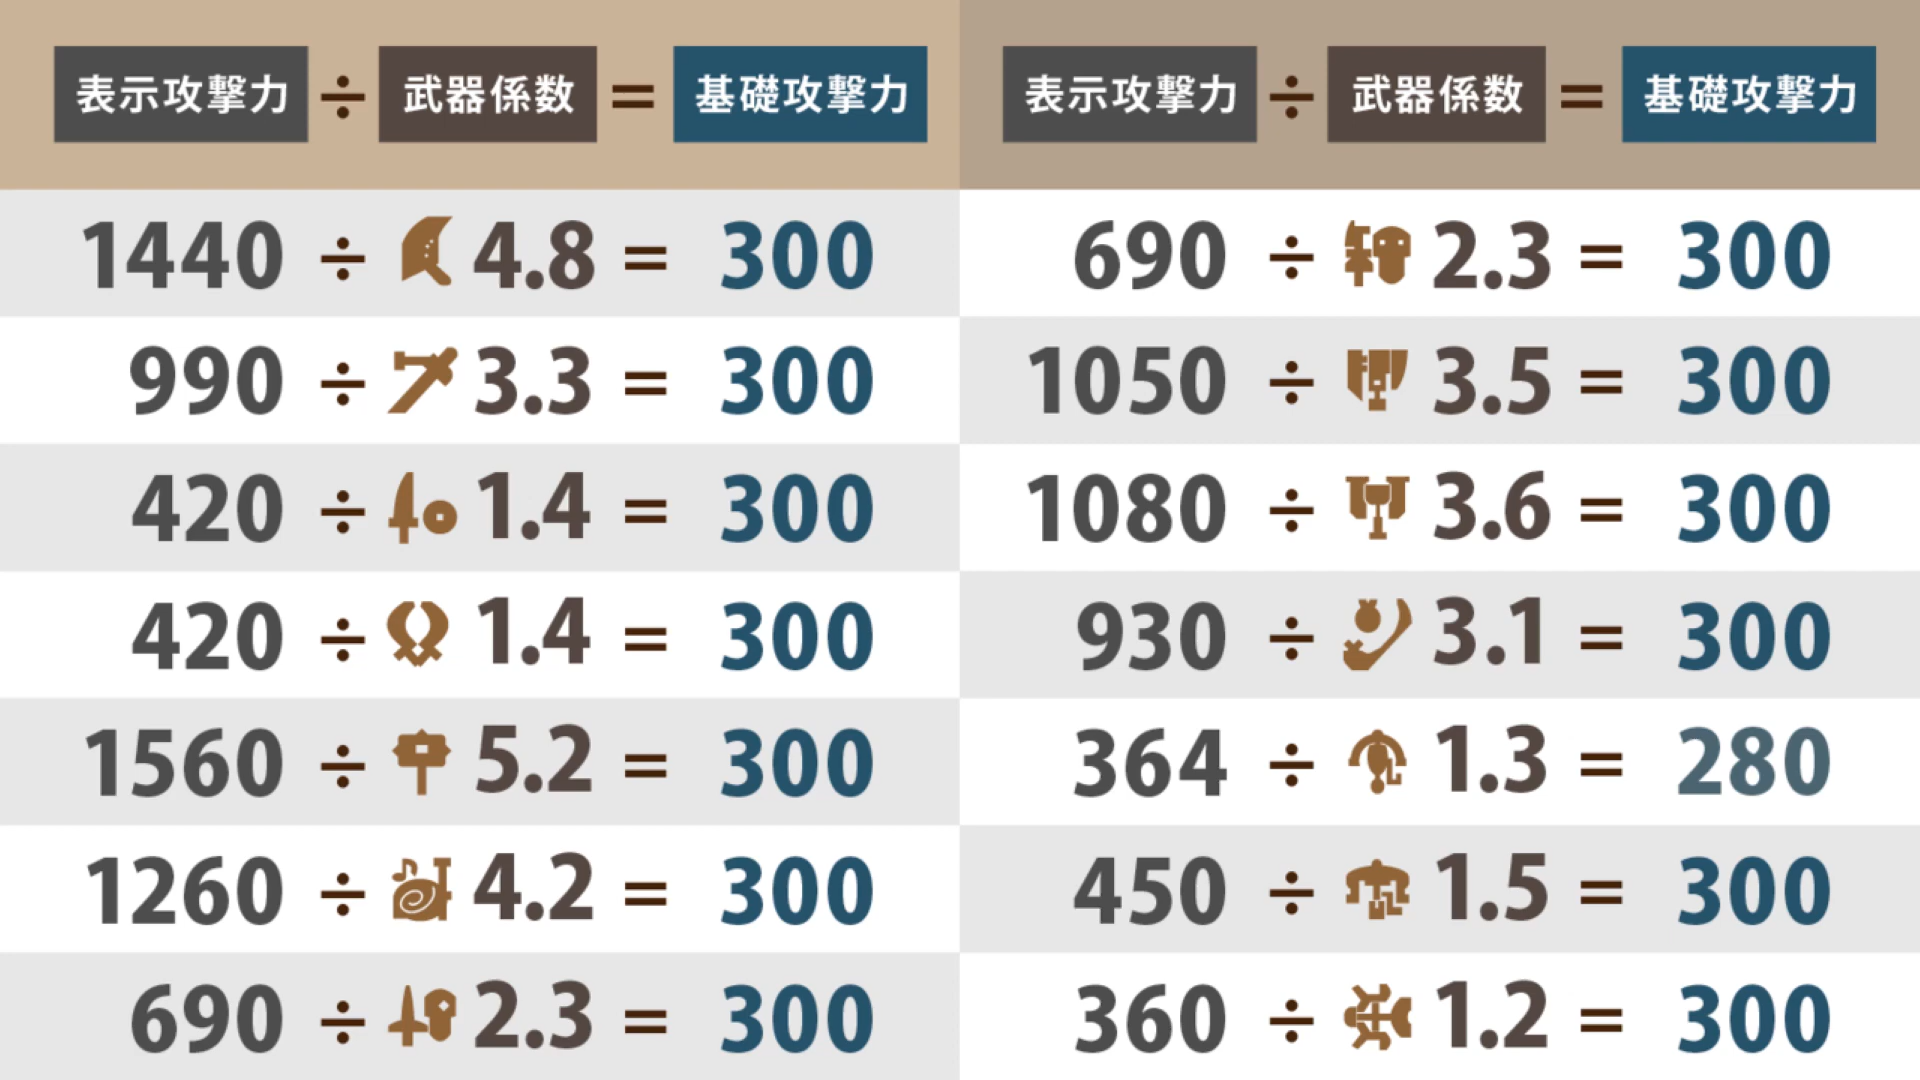 表示攻撃力 ÷ 武器係数 = 基礎攻撃力
1440 ÷ 4.8 = 300
990 ÷ 3.3 = 300
420 ÷ 1.4 = 300
420 ÷ 1.4 = 300
1560 ÷ 5.2 = 300
1260 ÷ 4.2 = 300
690 ÷ 2.3 = 300
表示攻撃力 ÷ 武器係数 = 基礎攻撃力
690 ÷ 2.3 = 300
1050 ÷ 3.5 = 300
1080 ÷ 3.6 = 300
930 ÷ 3.1 = 300
364 ÷ 1.3 = 280
450 ÷ 1.5 = 300
360 ÷ 1.2 = 300